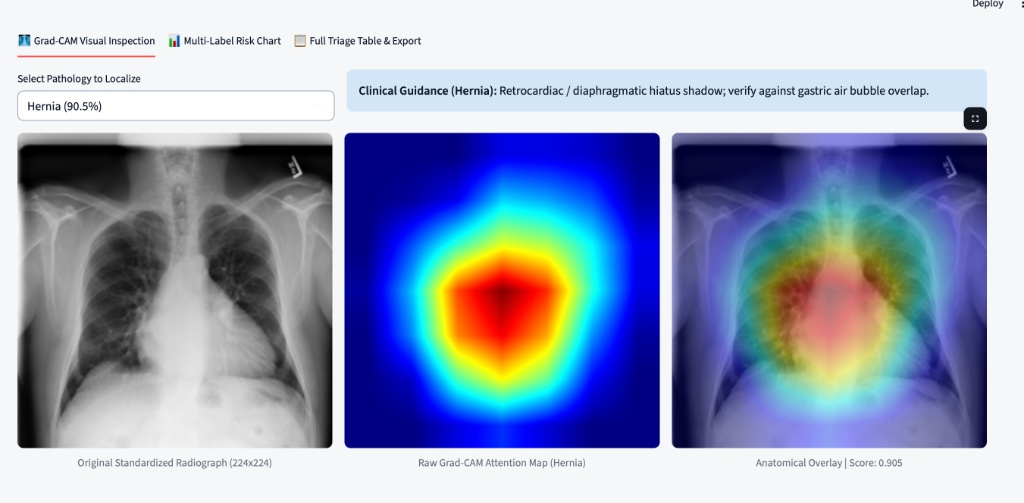 Deploy
Grad-CAM Visual Inspection
Multi-Label Risk Chart
Full Triage Table & Export
Select Pathology to Localize
Hernia (90.5%)
Clinical Guidance (Hernia): Retrocardiac / diaphragmatic hiatus shadow; verify against gastric air bubble overlap.
Original Standardized Radiograph (224x224)
Raw Grad-CAM Attention Map (Hernia)
Anatomical Overlay | Score: 0.905